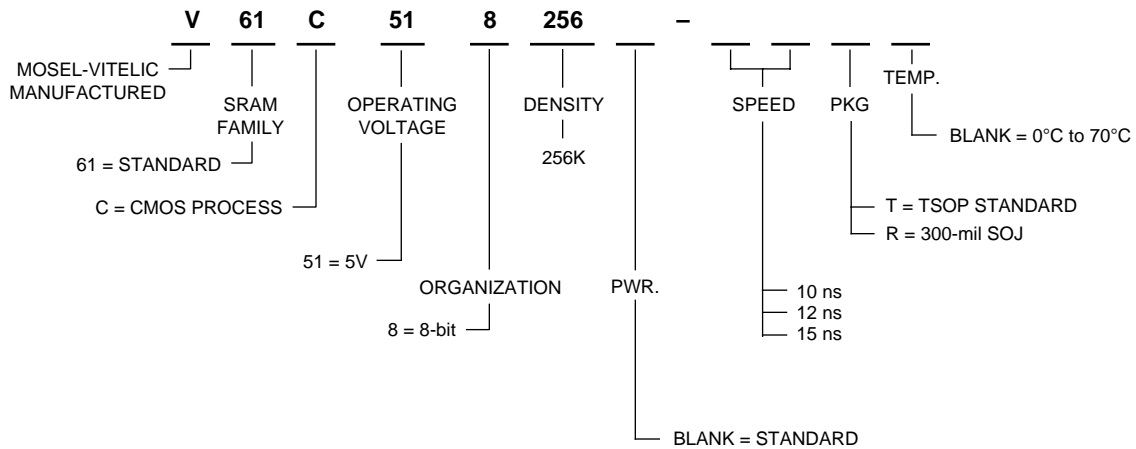 V 61 C 51 8 256 –
MOSEL-VITELIC
MANUFACTURED
SRAM
FAMILY
61 = STANDARD
C = CMOS PROCESS
OPERATING
VOLTAGE
51 = 5V
ORGANIZATION
8 = 8-bit
DENSITY
256K
PWR.
BLANK = STANDARD
SPEED
10 ns
12 ns
15 ns
PKG
T = TSOP STANDARD
R = 300-mil SOJ
TEMP.
BLANK = 0°C to 70°C